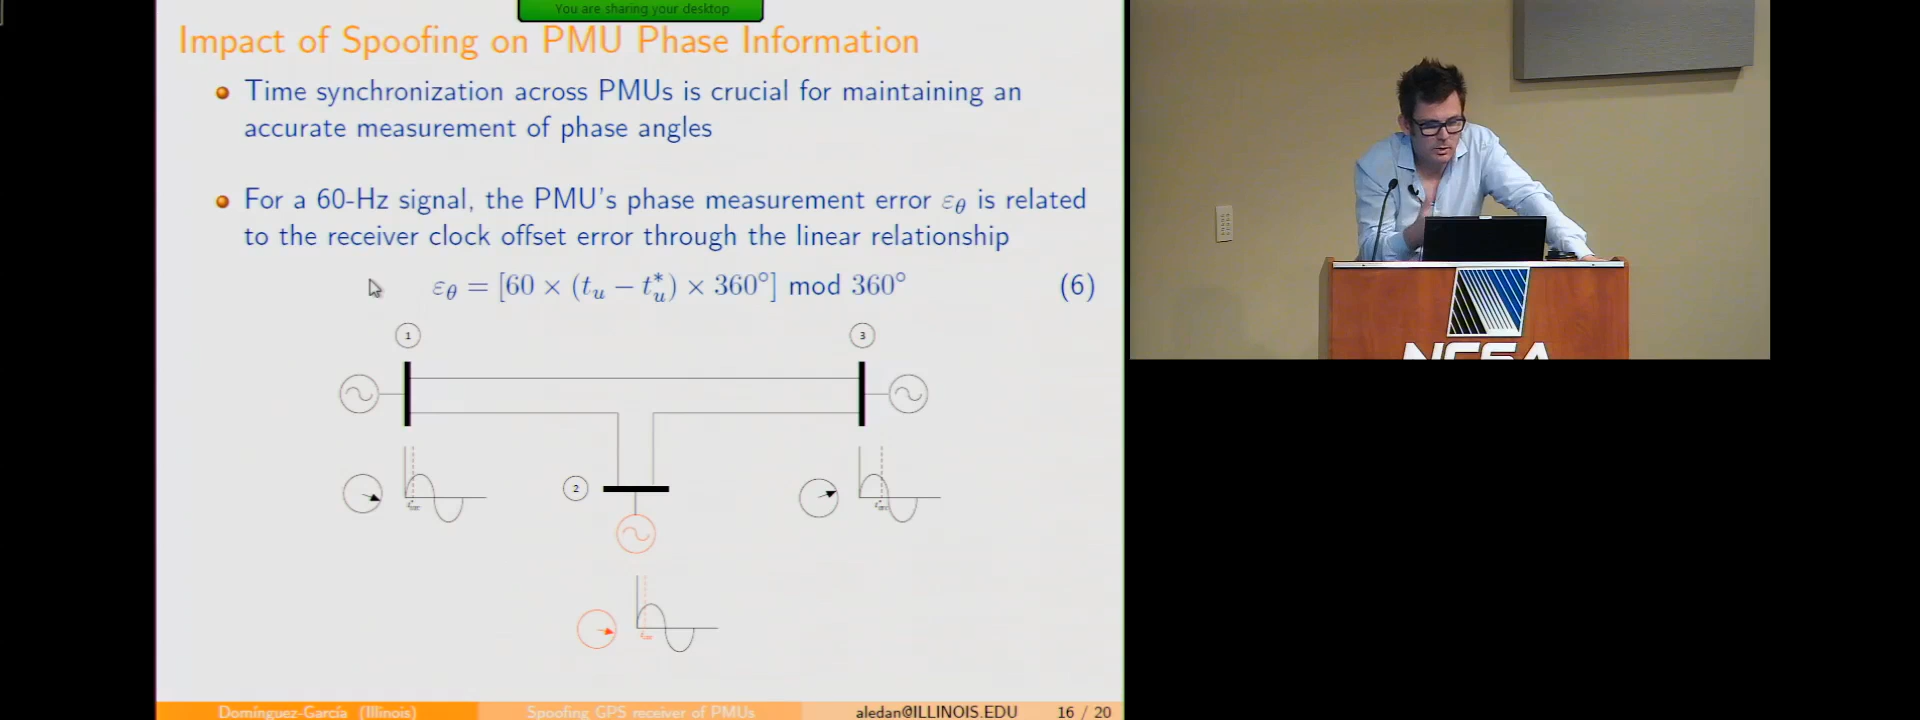 You are sharing your desktop
Impact of Spoofing on PMU Phase Information
Time synchronization across PMUs is crucial for maintaining an
accurate measurement of phase angles
For a 60-Hz signal, the PMU's phase measurement error εθ is related
to the receiver clock offset error through the linear relationship
εθ = [60 × (tᵤ − tᵤ*) × 360°] mod 360° (6)
1
3
2
Domínguez-García (Illinois)
Spoofing GPS receiver of PMUs
aledan@ILLINOIS.EDU
16 / 20
NCSA